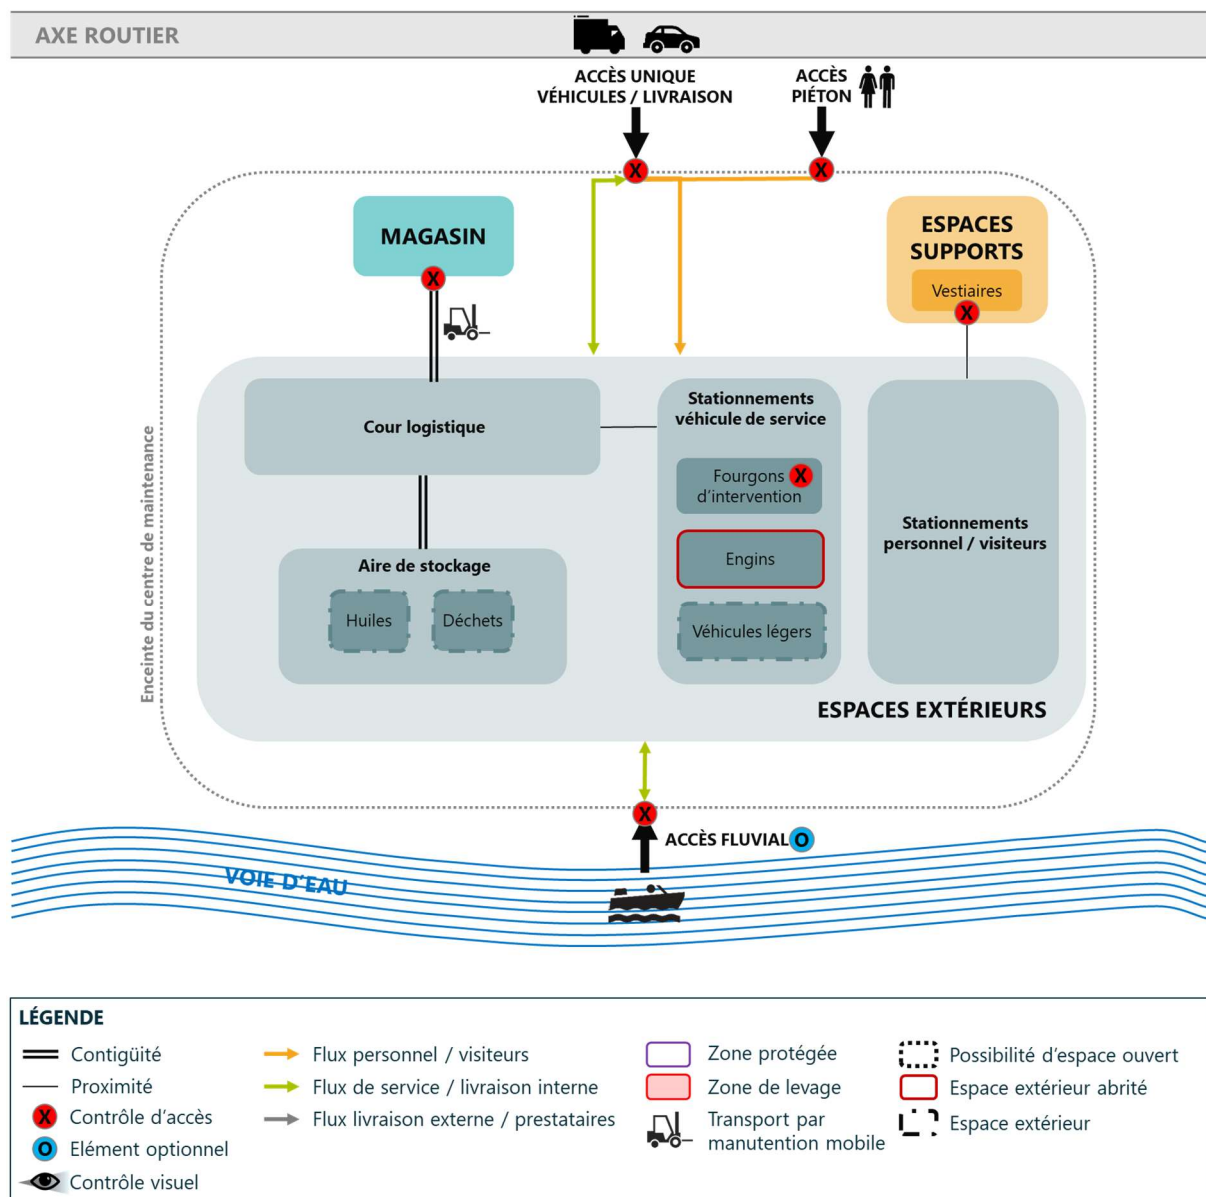 AXE ROUTIER
ACCÈS UNIQUE
VÉHICULES / LIVRAISON
ACCÈS
PIÉTON
X
X
MAGASIN
X
ESPACES
SUPPORTS
Vestiaires
X
Enceinte du centre de maintenance
Cour logistique
Stationnements
véhicule de service
Fourgons
d'intervention
X
Engins
Véhicules légers
Stationnements
personnel / visiteurs
Aire de stockage
Huiles
Déchets
ESPACES EXTÉRIEURS
X
ACCÈS FLUVIAL
O
VOIE D'EAU
LÉGENDE
Contigüité
Proximité
X Contrôle d'accès
O Elément optionnel
Contrôle visuel
Flux personnel / visiteurs
Flux de service / livraison interne
Flux livraison externe / prestataires
Zone protégée
Zone de levage
Transport par
manutention mobile
Possibilité d'espace ouvert
Espace extérieur abrité
Espace extérieur